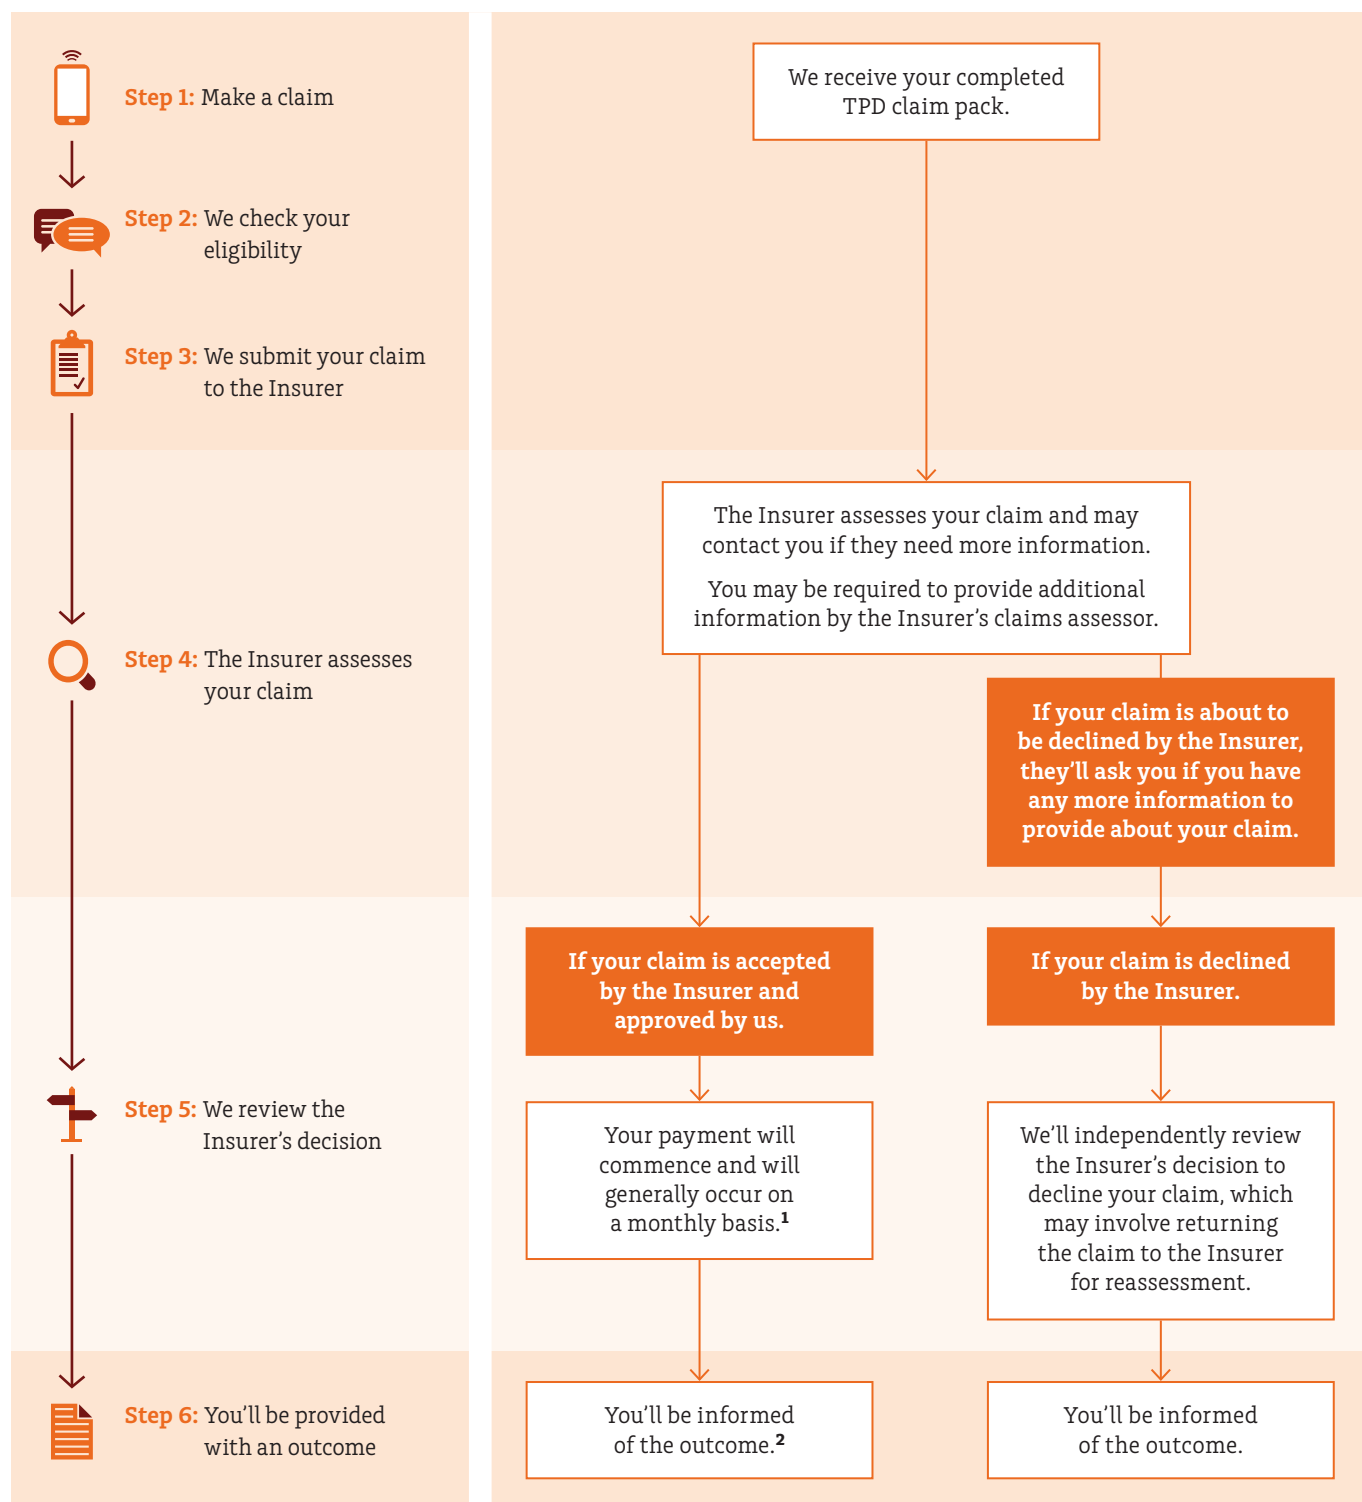 Step 1: Make a claim
Step 2: We check your
eligibility
Step 3: We submit your claim
to the Insurer
Step 4: The Insurer assesses
your claim
Step 5: We review the
Insurer’s decision
Step 6: You’ll be provided
with an outcome
We receive your completed
TPD claim pack.
The Insurer assesses your claim and may
contact you if they need more information.
You may be required to provide additional
information by the Insurer’s claims assessor.
If your claim is about to
be declined by the Insurer,
they’ll ask you if you have
any more information to
provide about your claim.
If your claim is accepted
by the Insurer and
approved by us.
If your claim is declined
by the Insurer.
Your payment will
commence and will
generally occur on
a monthly basis.¹
We’ll independently review
the Insurer’s decision to
decline your claim, which
may involve returning
the claim to the Insurer
for reassessment.
You’ll be informed
of the outcome.²
You’ll be informed
of the outcome.